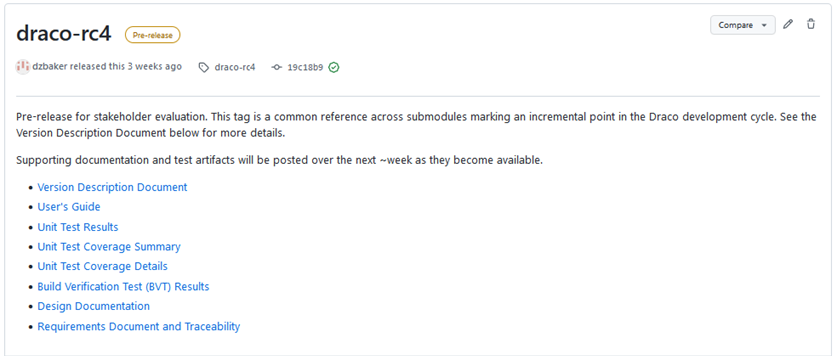 draco-rc4 Pre-release Compare
dzbaker released this 3 weeks ago draco-rc4 19c18b9
Pre-release for stakeholder evaluation. This tag is a common reference across submodules marking an incremental point in the Draco development cycle. See the
Version Description Document below for more details.
Supporting documentation and test artifacts will be posted over the next ~week as they become available.
• Version Description Document
• User's Guide
• Unit Test Results
• Unit Test Coverage Summary
• Unit Test Coverage Details
• Build Verification Test (BVT) Results
• Design Documentation
• Requirements Document and Traceability